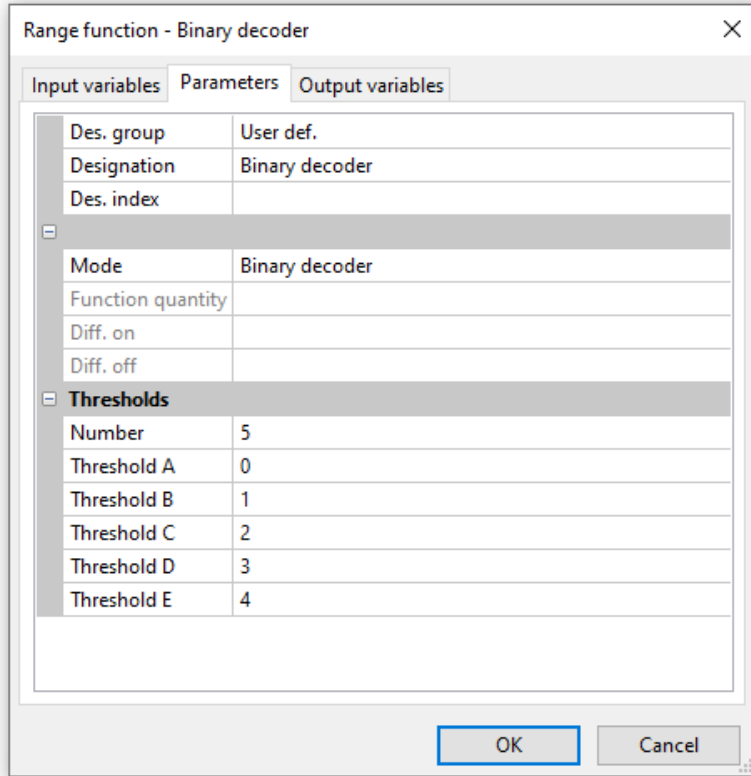 Range function - Binary decoder
Input variables Parameters Output variables
Des. group User def.
Designation Binary decoder
Des. index
Mode Binary decoder
Function quantity
Diff. on
Diff. off
Thresholds
Number 5
Threshold A 0
Threshold B 1
Threshold C 2
Threshold D 3
Threshold E 4
OK Cancel